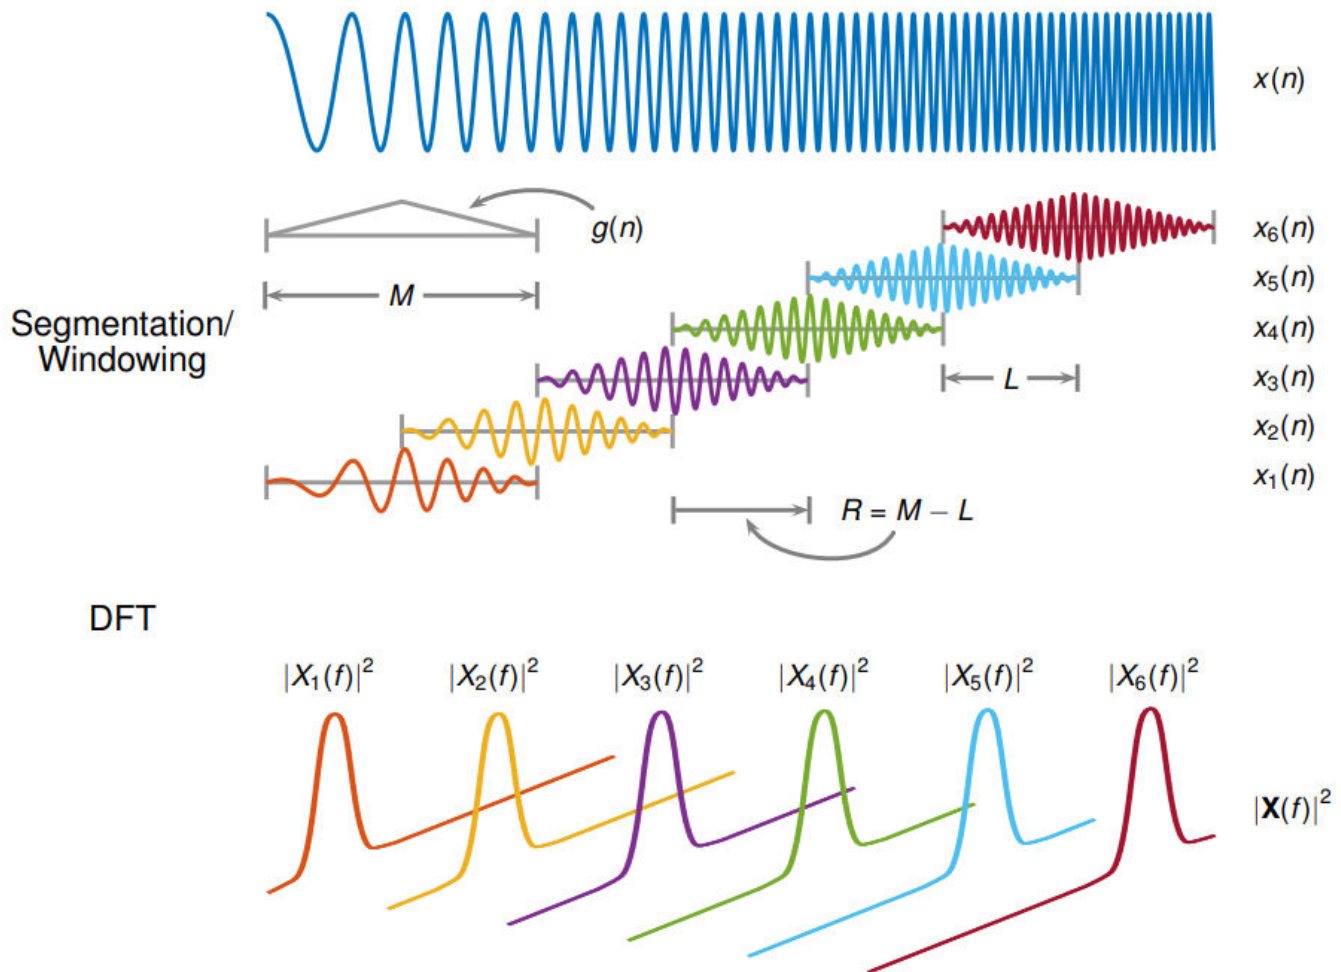 x(n)
g(n)
x₆(n)
x₅(n)
M
Segmentation/
Windowing
x₄(n)
x₃(n)
L
x₂(n)
x₁(n)
R = M − L
DFT
|X₁(f)|² |X₂(f)|² |X₃(f)|² |X₄(f)|² |X₅(f)|² |X₆(f)|²
|X(f)|²